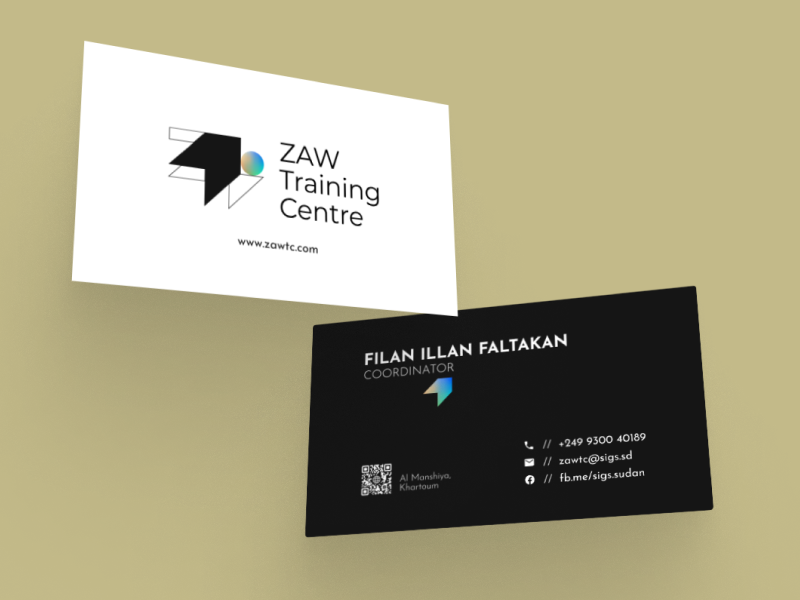 ZAW
Training
Centre
www.zawtc.com
FILAN ILLAN FALTAKAN
COORDINATOR
// +249 9300 40189
// zawtc@sigs.sd
// fb.me/sigs.sudan
Al Manshiya,
Khartoum